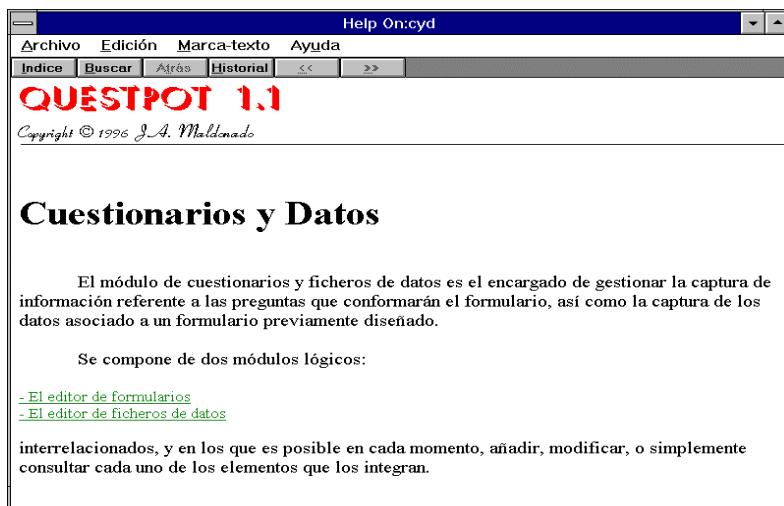 Help On:cyd
Archivo Edición Marca-texto Ayuda
Indice Buscar Atrás Historial << >>
QUESTPOT 1.1
Copyright © 1996 J.A. Maldonado
Cuestionarios y Datos
El módulo de cuestionarios y ficheros de datos es el encargado de gestionar la captura de
información referente a las preguntas que conformarán el formulario, así como la captura de los
datos asociado a un formulario previamente diseñado.
Se compone de dos módulos lógicos:
- El editor de formularios
- El editor de ficheros de datos
interrelacionados, y en los que es posible en cada momento, añadir, modificar, o simplemente
consultar cada uno de los elementos que los integran.